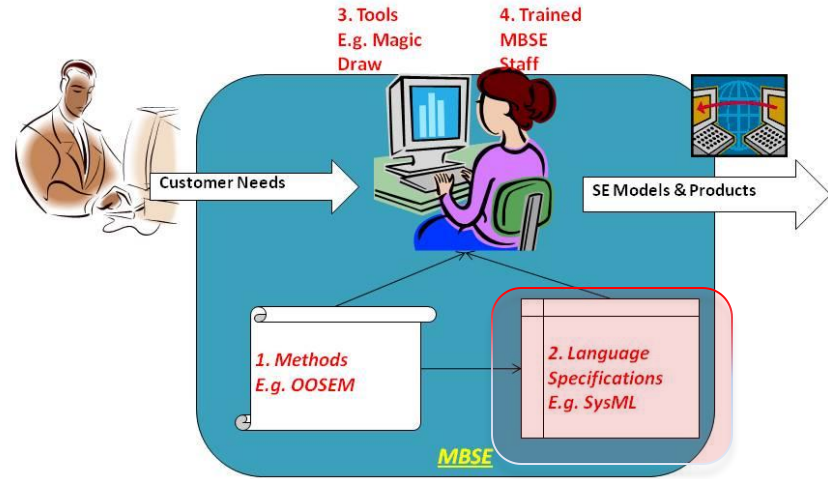 3. Tools
E.g. Magic
Draw
4. Trained
MBSE
Staff
Customer Needs
SE Models & Products
1. Methods
E.g. OOSEM
2. Language
Specifications
E.g. SysML
MBSE